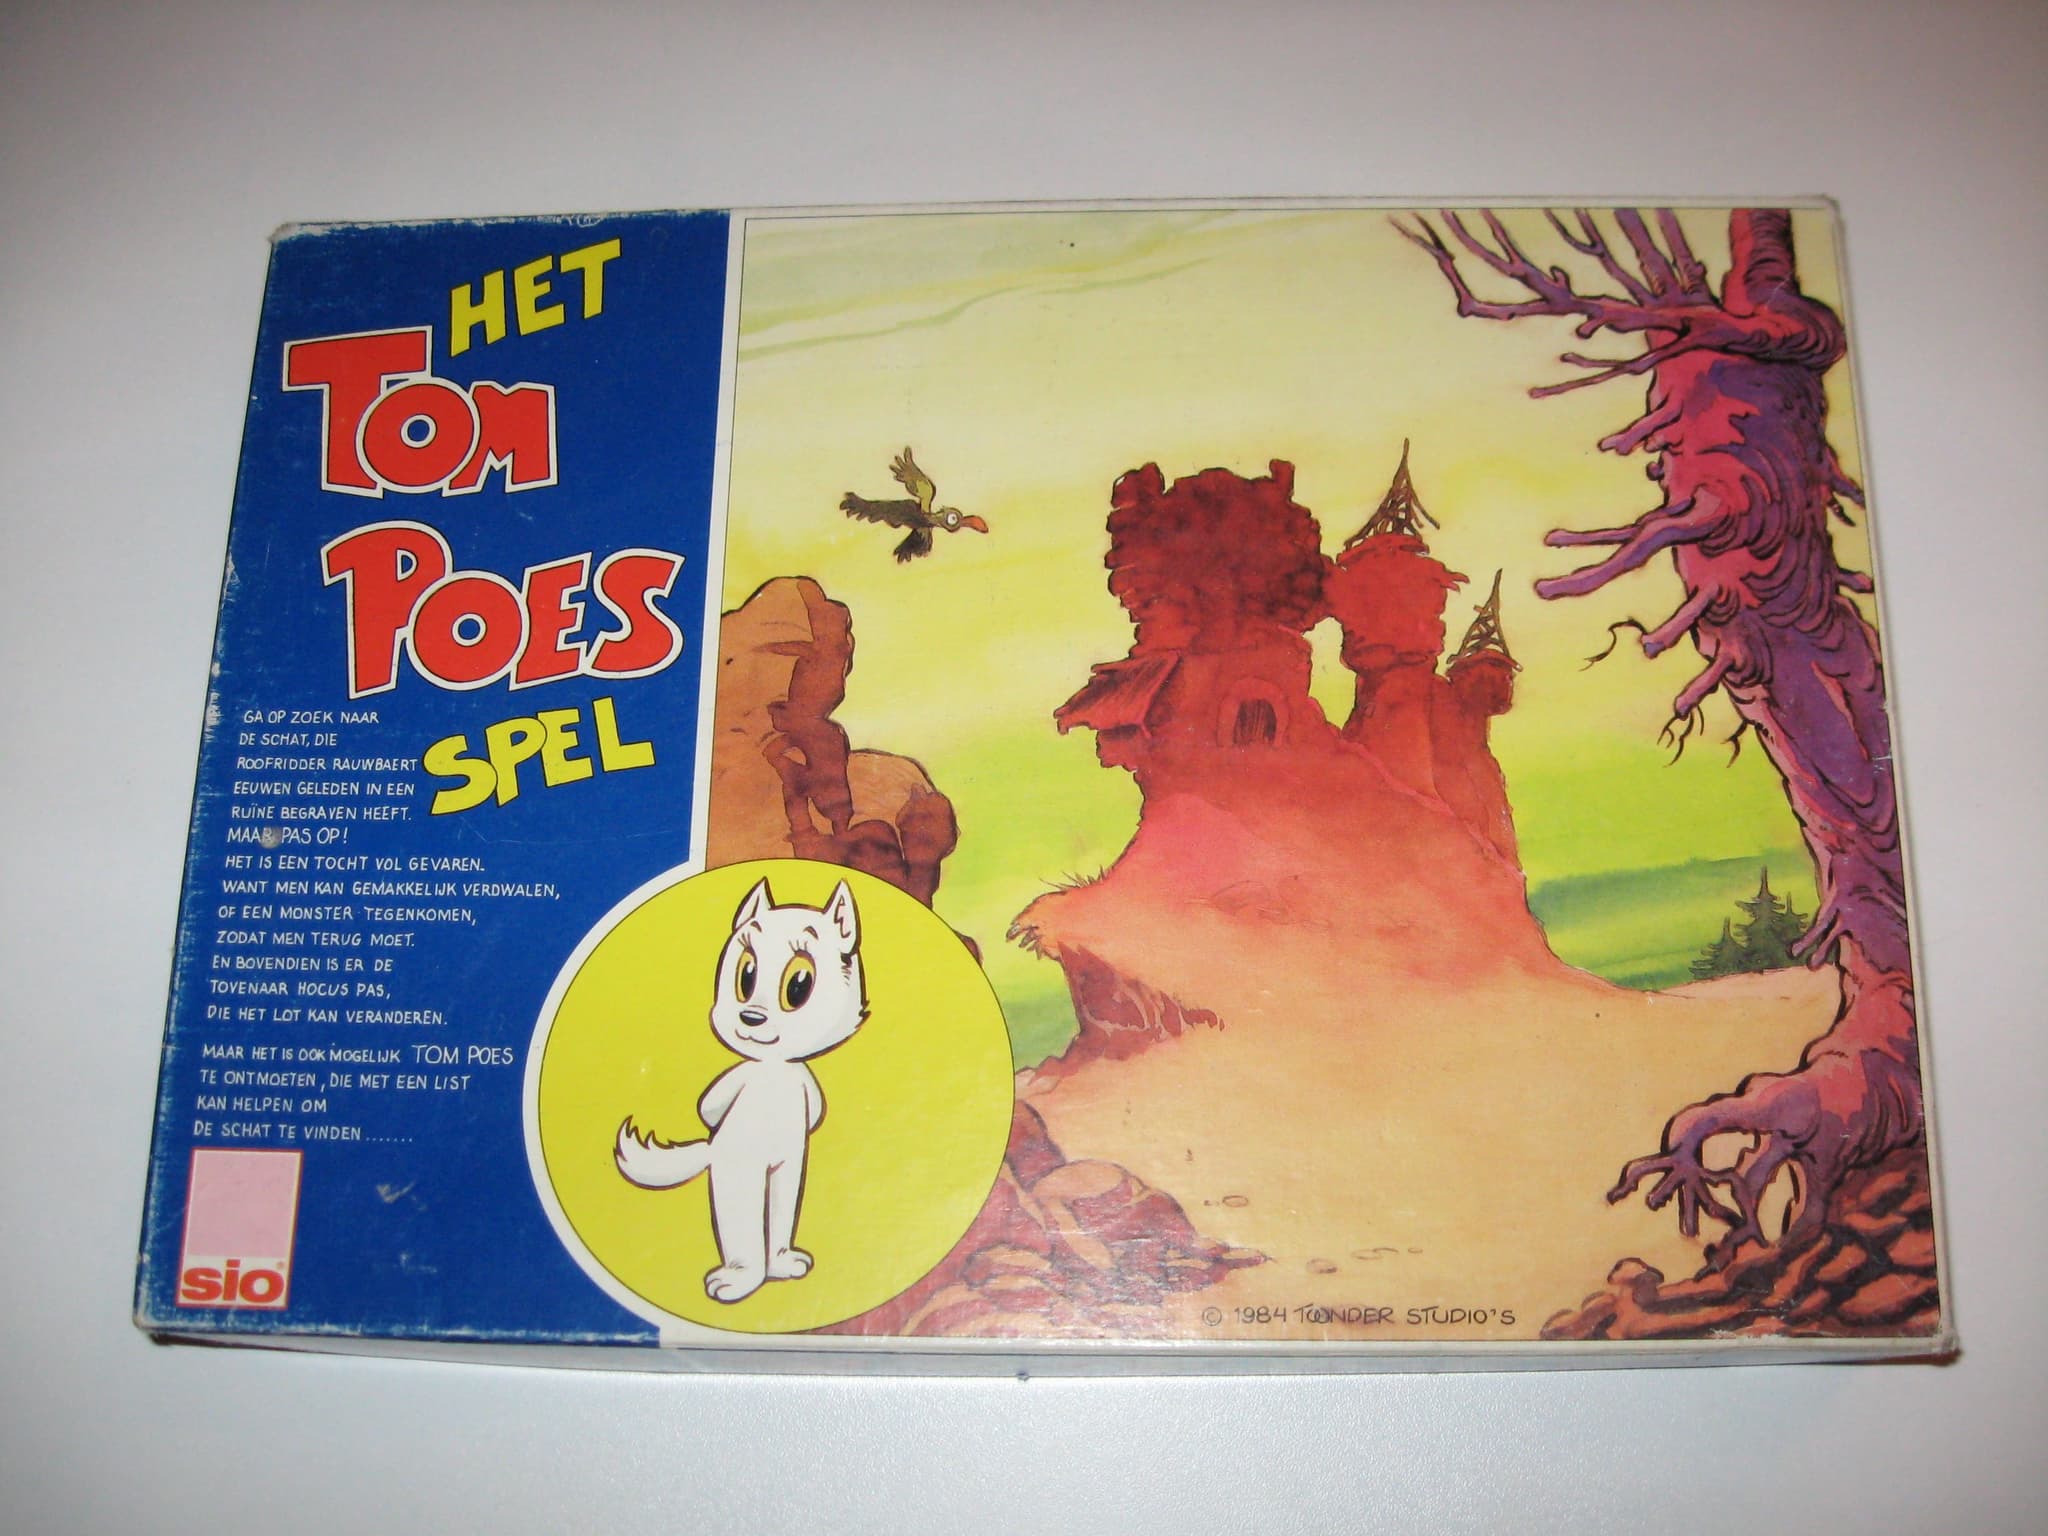 HET
TOM
POES
SPEL
GA OP ZOEK NAAR
DE SCHAT, DIE
ROOFRIDDER RAUWBAERT
EEUWEN GELEDEN IN EEN
RUÏNE BEGRAVEN HEEFT.
MAAR PAS OP!
HET IS EEN TOCHT VOL GEVAREN.
WANT MEN KAN GEMAKKELIJK VERDWALEN,
OF EEN MONSTER TEGENKOMEN,
ZODAT MEN TERUG MOET.
EN BOVENDIEN IS ER DE
TOVENAAR HOCUS PAS,
DIE HET LOT KAN VERANDEREN.
MAAR HET IS OOK MOGELIJK TOM POES
TE ONTMOETEN, DIE MET EEN LIST
KAN HELPEN OM
DE SCHAT TE VINDEN.......
sio®
© 1984 TOONDER STUDIO'S